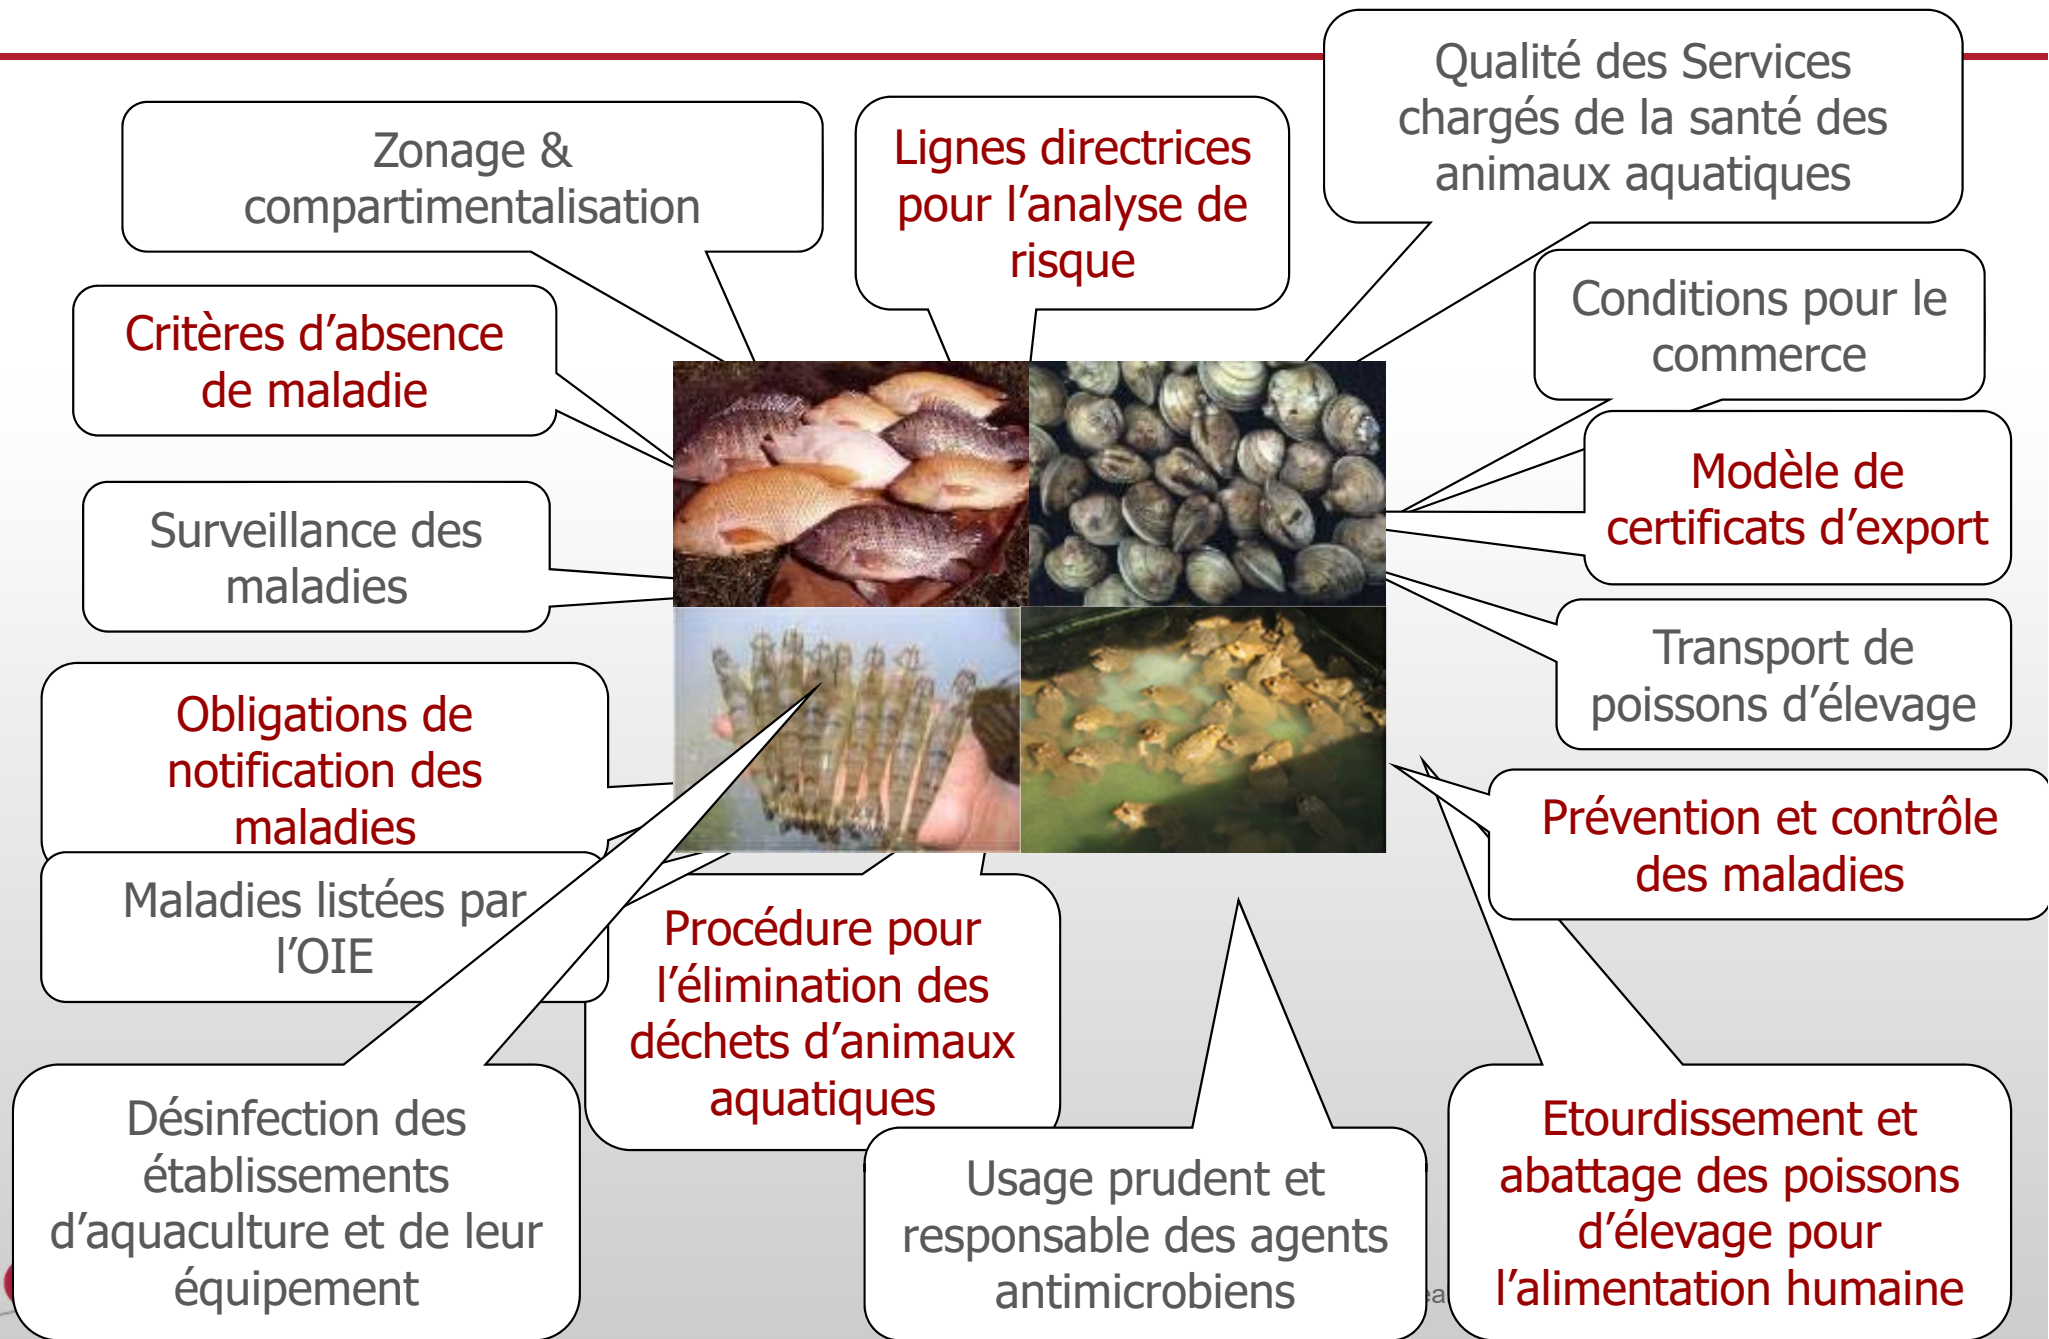 Qualité des Services
chargés de la santé des
animaux aquatiques
Zonage &
compartimentalisation
Lignes directrices
pour l’analyse de
risque
Conditions pour le
commerce
Critères d’absence
de maladie
Modèle de
certificats d’export
Surveillance des
maladies
Transport de
poissons d’élevage
Obligations de
notification des
maladies
Prévention et contrôle
des maladies
Maladies listées par
l’OIE
Procédure pour
l’élimination des
déchets d’animaux
aquatiques
Désinfection des
établissements
d’aquaculture et de leur
équipement
Usage prudent et
responsable des agents
antimicrobiens
Etourdissement et
abattage des poissons
d’élevage pour
l’alimentation humaine